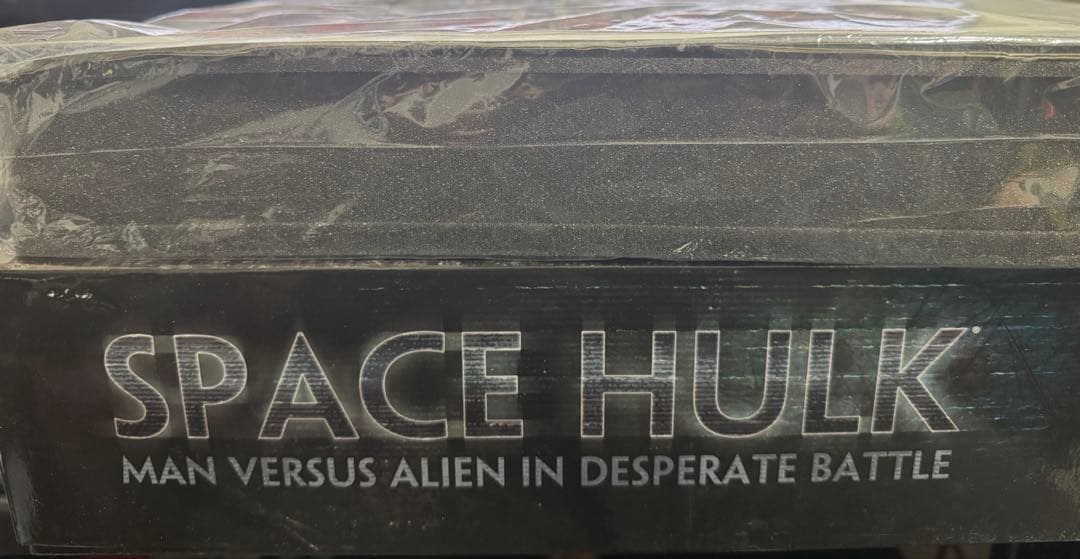 SPACE HULK
MAN VERSUS ALIEN IN DESPERATE BATTLE